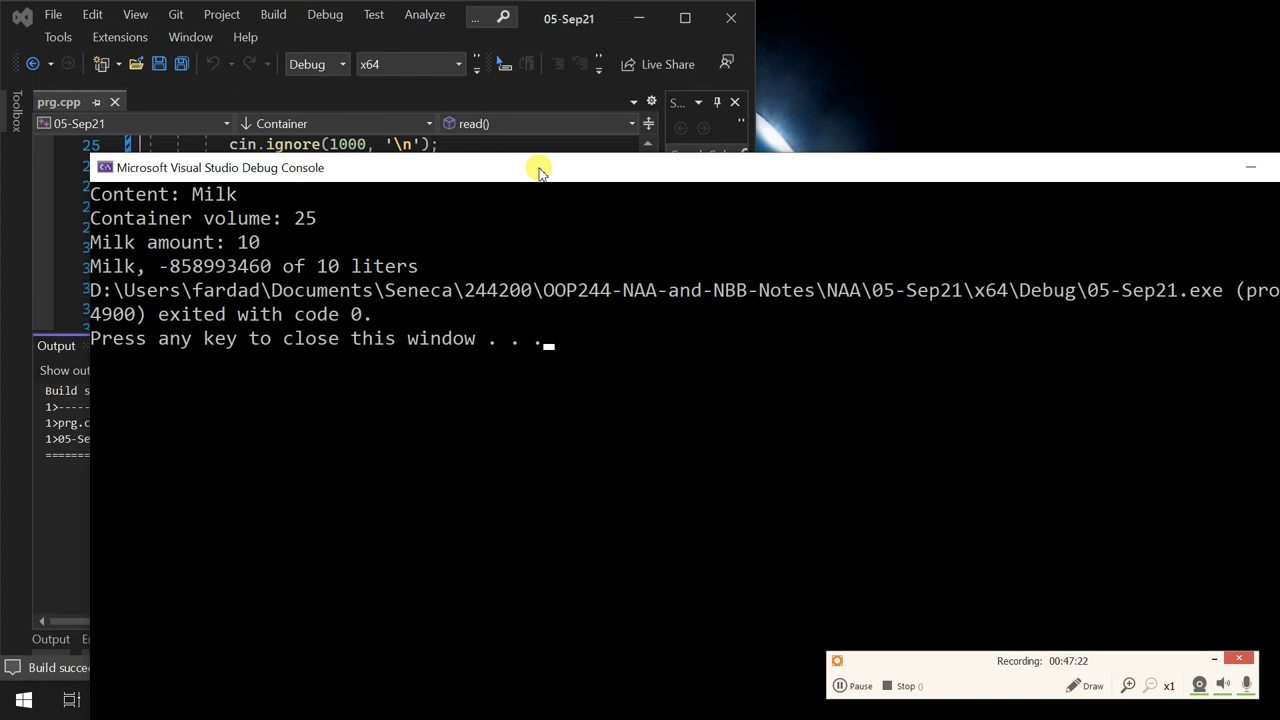 File Edit View Git Project Build Debug Test Analyze ... 05-Sep21
Tools Extensions Window Help
Debug x64 Live Share
prg.cpp S...
05-Sep21 Container read()
25 cin.ignore(1000, '\n');
Microsoft Visual Studio Debug Console
Content: Milk
Container volume: 25
Milk amount: 10
Milk, -858993460 of 10 liters
D:\Users\fardad\Documents\Seneca\244200\OOP244-NAA-and-NBB-Notes\NAA\05-Sep21\x64\Debug\05-Sep21.exe (pro
4900) exited with code 0.
Press any key to close this window . . .
Toolbox
Output
Show out
Build s
1>-----
1>prg.c
1>05-Se
Output
Build succe
Recording: 00:47:22
Pause Stop () Draw x1